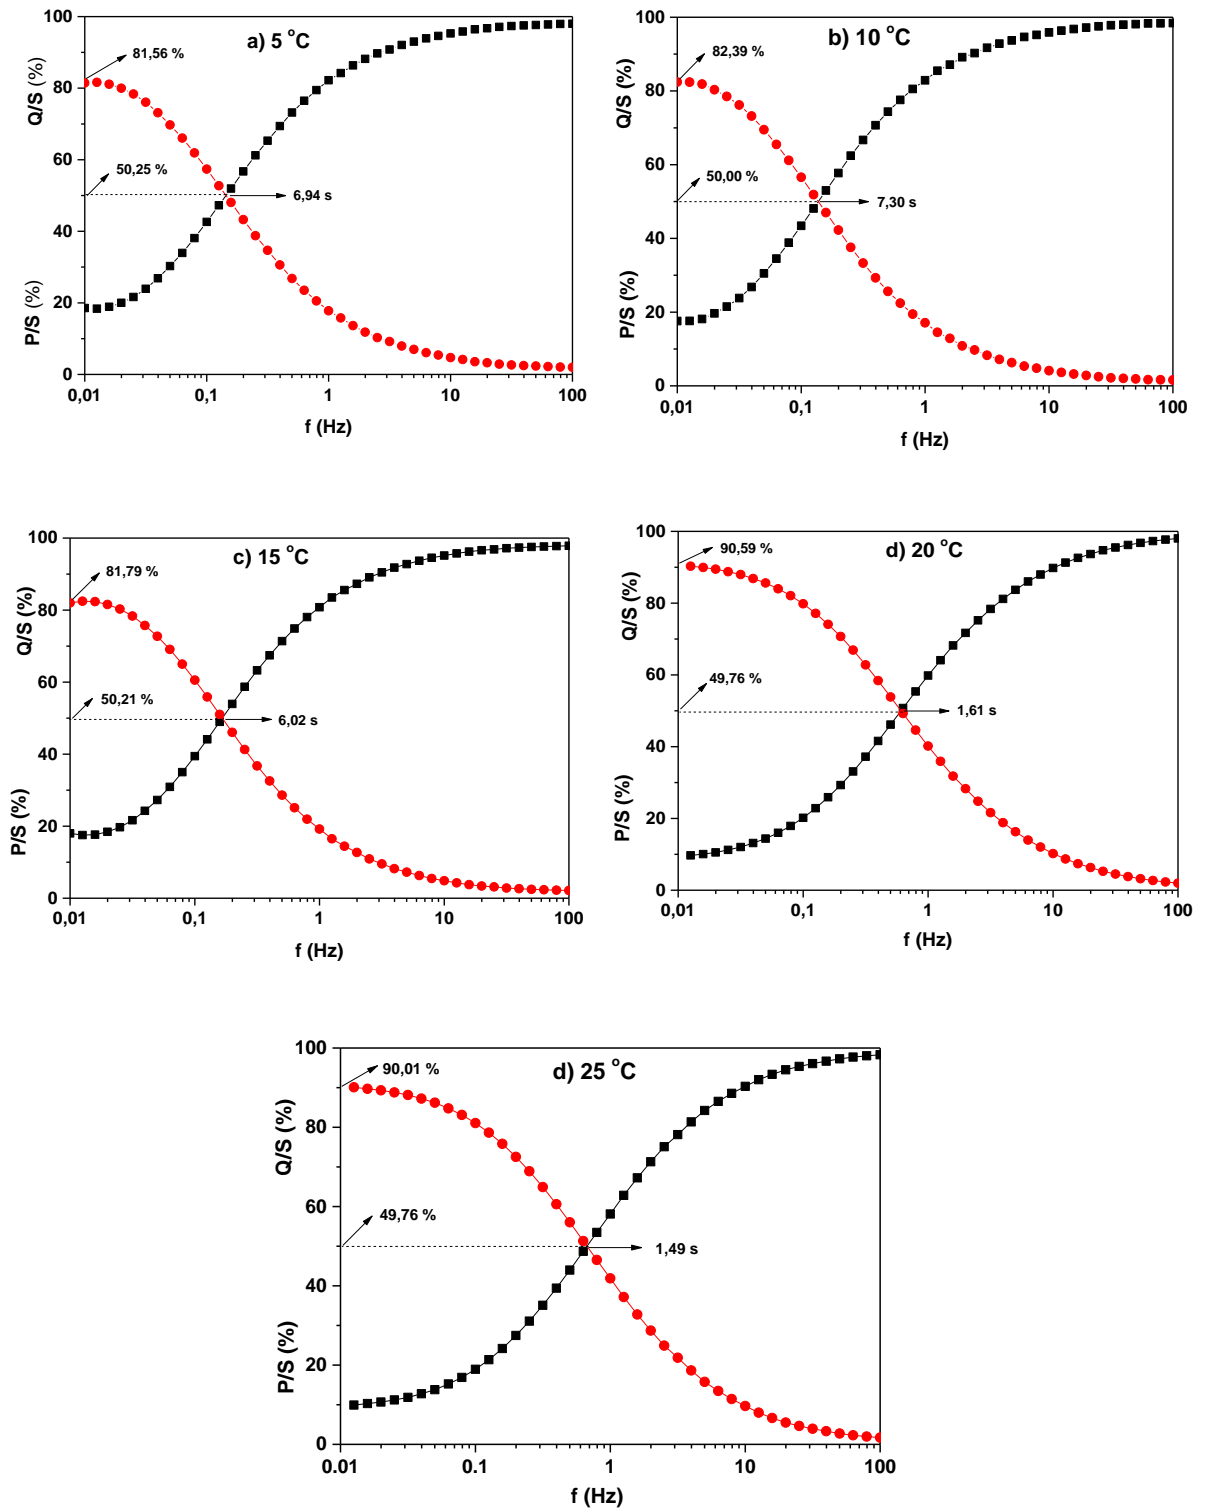 a) 5 °C
100
80
60
40
20
0
Q/S (%)
P/S (%)
81,56 %
50,25 %
6,94 s
0,01 0,1 1 10 100
f (Hz)
b) 10 °C
100
80
60
40
20
0
Q/S (%)
P/S (%)
82,39 %
50,00 %
7,30 s
0,01 0,1 1 10 100
f (Hz)
c) 15 °C
100
80
60
40
20
0
Q/S (%)
P/S (%)
81,79 %
50,21 %
6,02 s
0,01 0,1 1 10 100
f (Hz)
d) 20 °C
100
80
60
40
20
0
Q/S (%)
P/S (%)
90,59 %
49,76 %
1,61 s
0,01 0,1 1 10 100
f (Hz)
d) 25 °C
100
80
60
40
20
0
Q/S (%)
P/S (%)
90,01 %
49,76 %
1,49 s
0.01 0.1 1 10 100
f (Hz)